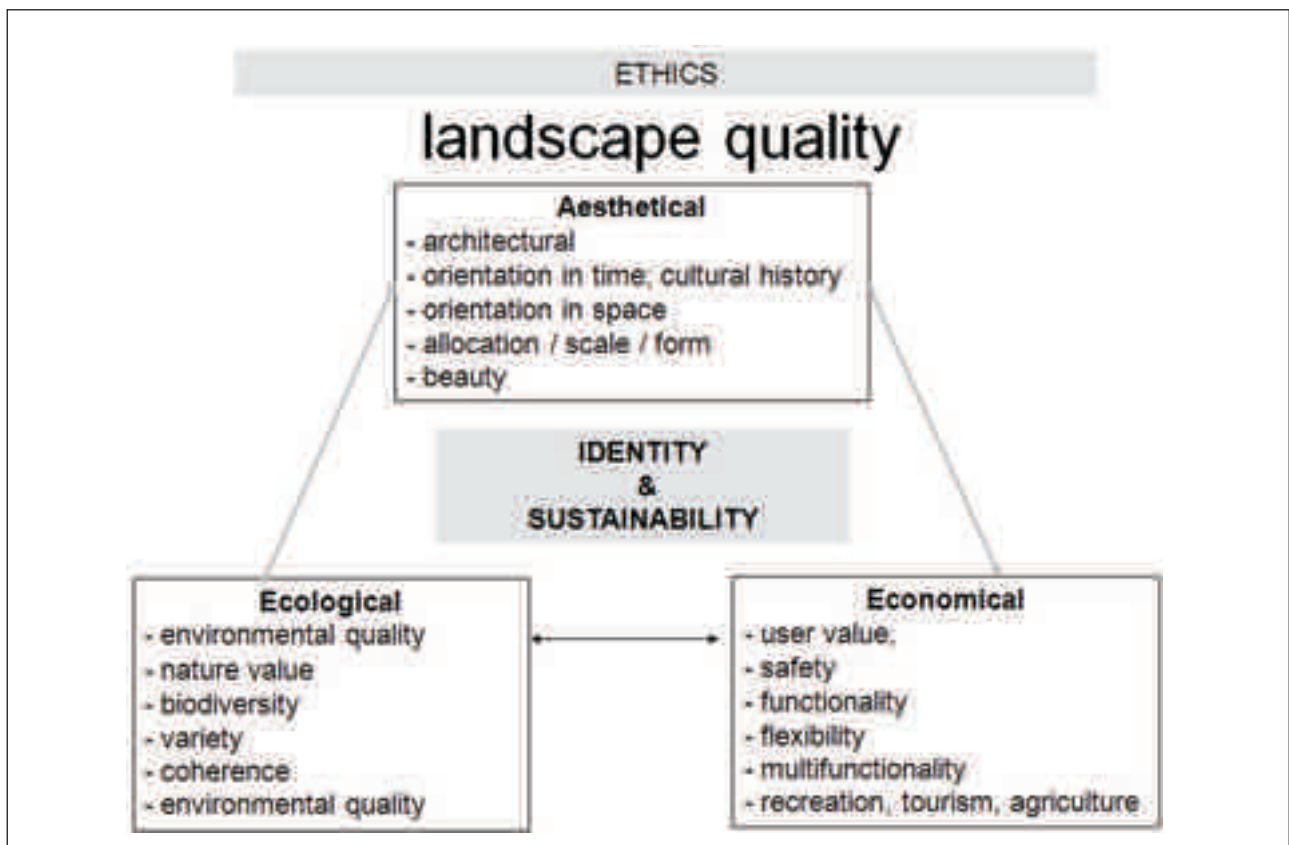 ETHICS
landscape quality
Aesthetical
- architectural
- orientation in time; cultural history
- orientation in space
- allocation / scale / form
- beauty
IDENTITY
&
SUSTAINABILITY
Ecological
- environmental quality
- nature value
- biodiversity
- variety
- coherence
- environmental quality
Economical
- user value;
- safety
- functionality
- flexibility
- multifunctionality
- recreation, tourism, agriculture